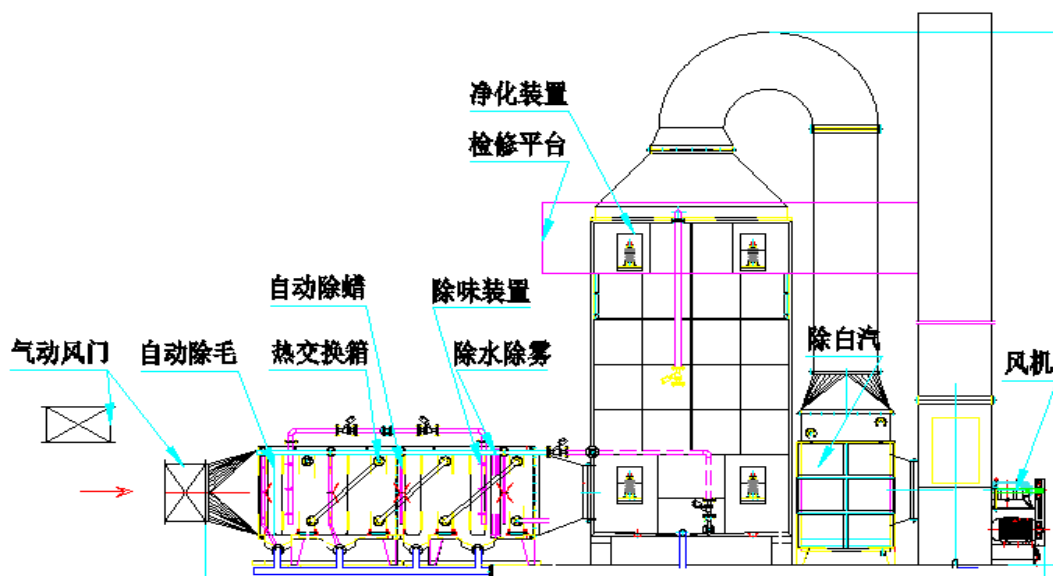 净化装置
检修平台
自动除蜡
除味装置
气动风门
自动除毛
热交换箱
除水除雾
除白汽
风机